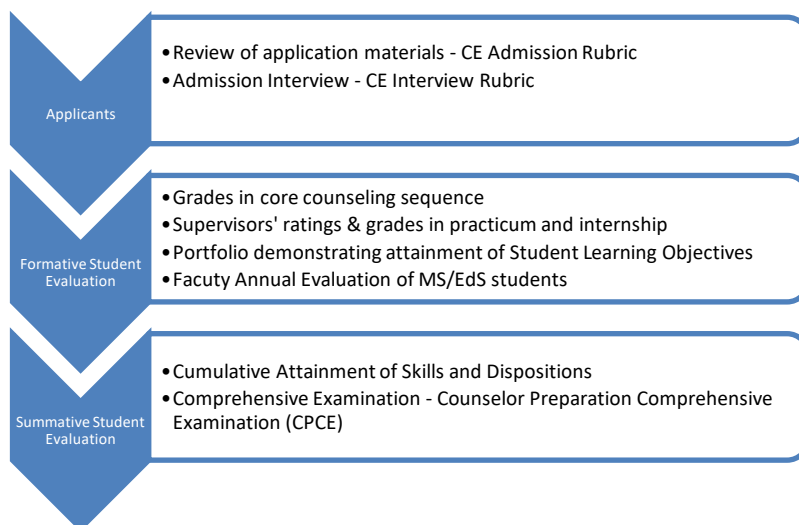 Applicants
•Review of application materials - CE Admission Rubric
•Admission Interview - CE Interview Rubric
Formative Student
Evaluation
•Grades in core counseling sequence
•Supervisors' ratings & grades in practicum and internship
•Portfolio demonstrating attainment of Student Learning Objectives
•Facuty Annual Evaluation of MS/EdS students
Summative Student
Evaluation
•Cumulative Attainment of Skills and Dispositions
•Comprehensive Examination - Counselor Preparation Comprehensive
Examination (CPCE)